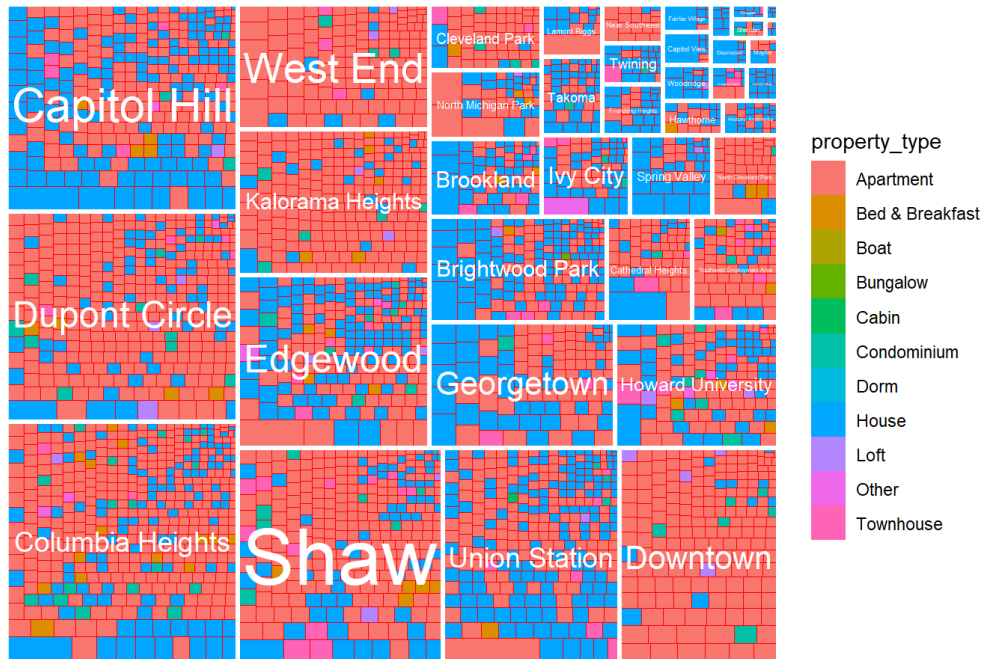 Capitol Hill
West End
Cleveland Park
Lamont Riggs
Near Southeast
Fairfax Village
Capitol View
Twining
North Michigan Park
Takoma
Woodridge
Hawthorne
Kalorama Heights
Brookland
Ivy City
Spring Valley
North Cleveland Park
Dupont Circle
Brightwood Park
Cathedral Heights
Southwest Employment Area
Edgewood
Georgetown
Howard University
Columbia Heights
Shaw
Union Station
Downtown
property_type
Apartment
Bed & Breakfast
Boat
Bungalow
Cabin
Condominium
Dorm
House
Loft
Other
Townhouse